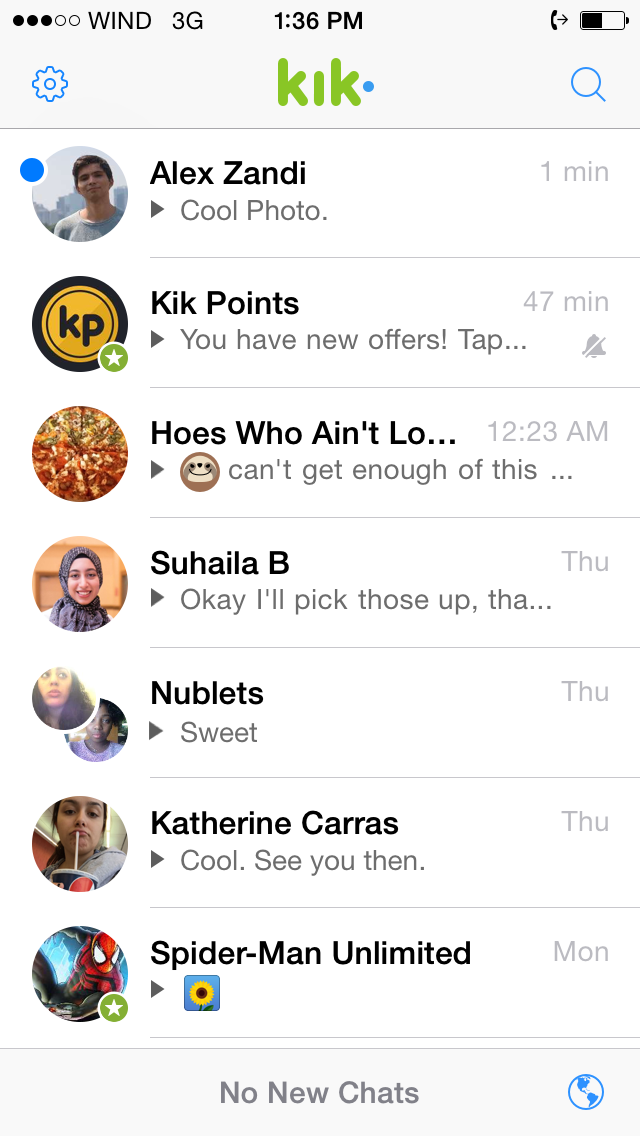 WIND 3G 1:36 PM
kik
Alex Zandi 1 min
Cool Photo.
kp
Kik Points 47 min
You have new offers! Tap...
Hoes Who Ain't Lo... 12:23 AM
can't get enough of this ...
Suhaila B Thu
Okay I'll pick those up, tha...
Nublets Thu
Sweet
Katherine Carras Thu
Cool. See you then.
Spider-Man Unlimited Mon
No New Chats